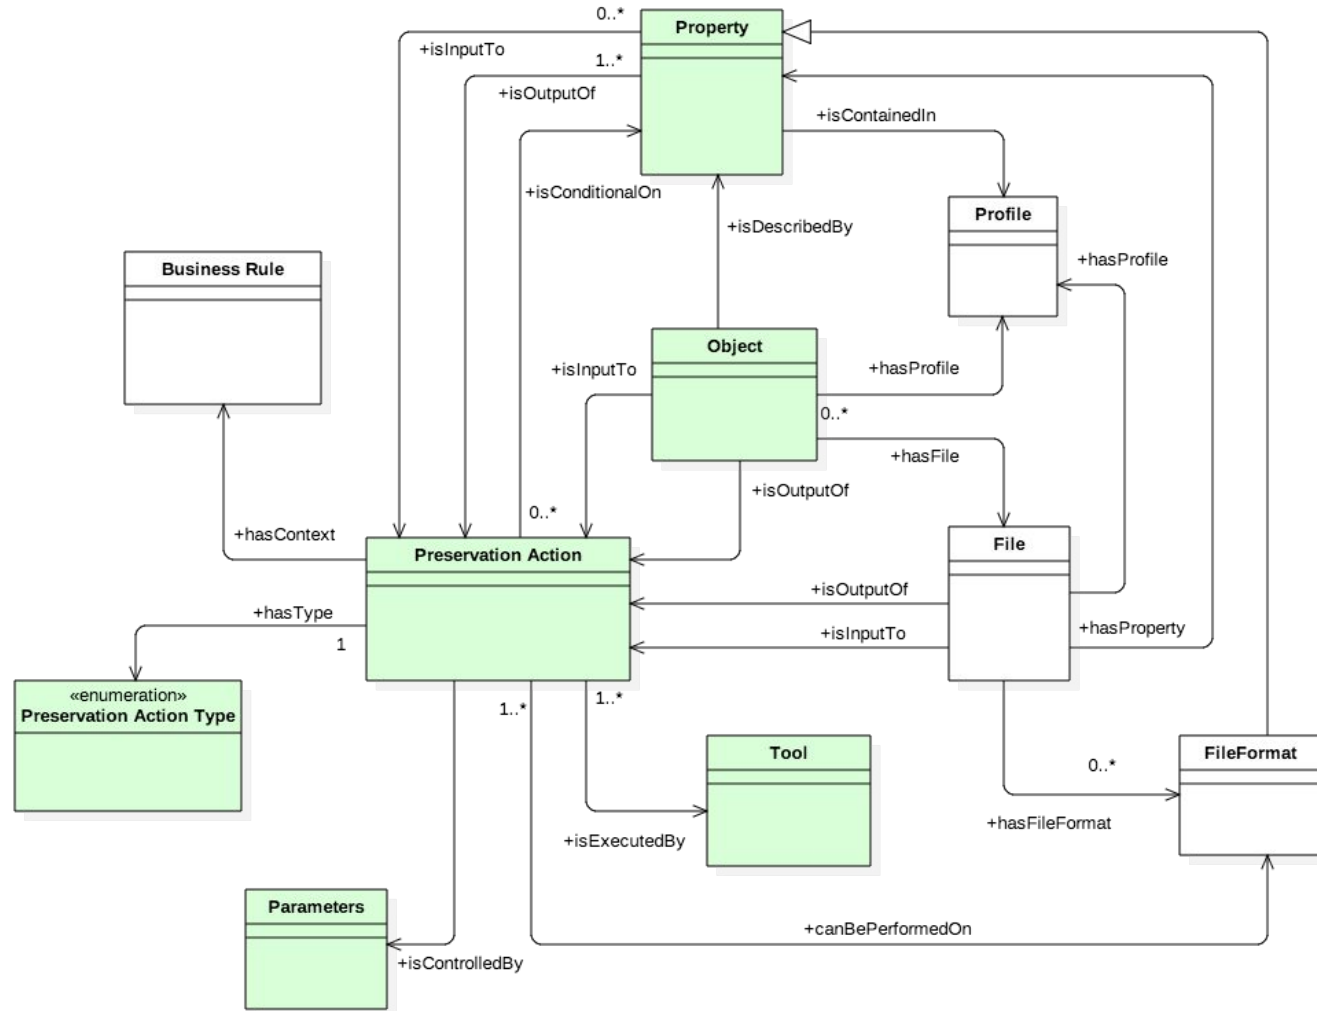 0..*
Property
+isInputTo
1..*
+isOutputOf
+isContainedIn
+isConditionalOn
Profile
+isDescribedBy
+hasProfile
Business Rule
Object
+isInputTo
+hasProfile
0..*
+hasFile
+isOutputOf
0..*
+hasContext
Preservation Action
File
+isOutputOf
+hasType
+isInputTo
+hasProperty
1
«enumeration»
Preservation Action Type
1..*
1..*
Tool
FileFormat
0..*
+hasFileFormat
+isExecutedBy
Parameters
+canBePerformedOn
+isControlledBy